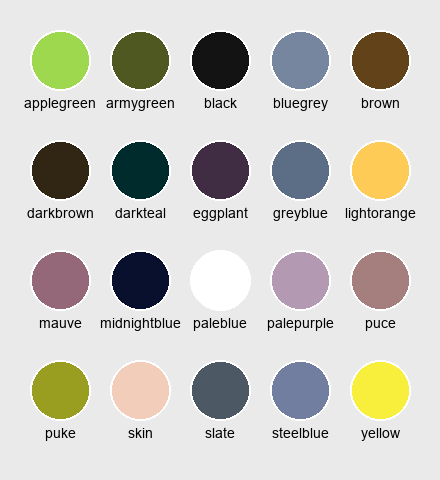 applegreen armygreen black bluegrey brown
darkbrown darkteal eggplant greyblue lightorange
mauve midnightblue paleblue palepurple puce
puke skin slate steelblue yellow